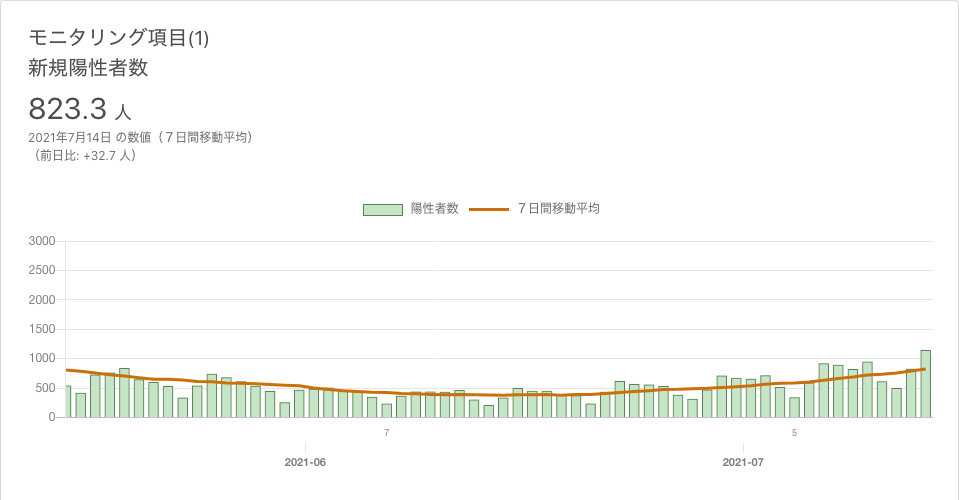 モニタリング項目(1)
新規陽性者数
823.3 人
2021年7月14日 の数値（７日間移動平均）
（前日比: +32.7 人）
陽性者数 ７日間移動平均
3000
2500
2000
1500
1000
500
0
7 5
2021-06 2021-07